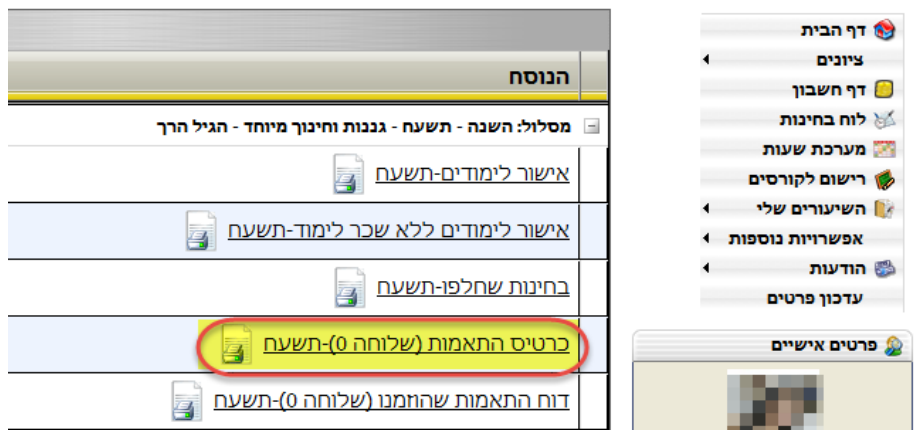 דף הבית
ציונים
דף חשבון
לוח בחינות
מערכת שעות
רישום לקורסים
השיעורים שלי
אפשרויות נוספות
הודעות
עדכון פרטים
פרטים אישיים
הנוסח
מסלול: השנה - תשעח - גננות וחינוך מיוחד - הגיל הרך
אישור לימודים-תשעח
אישור לימודים ללא שכר לימוד-תשעח
בחינות שחלפו-תשעח
כרטיס התאמות (שלוחה 0)-תשעח
דוח התאמות שהוזמנו (שלוחה 0)-תשעח